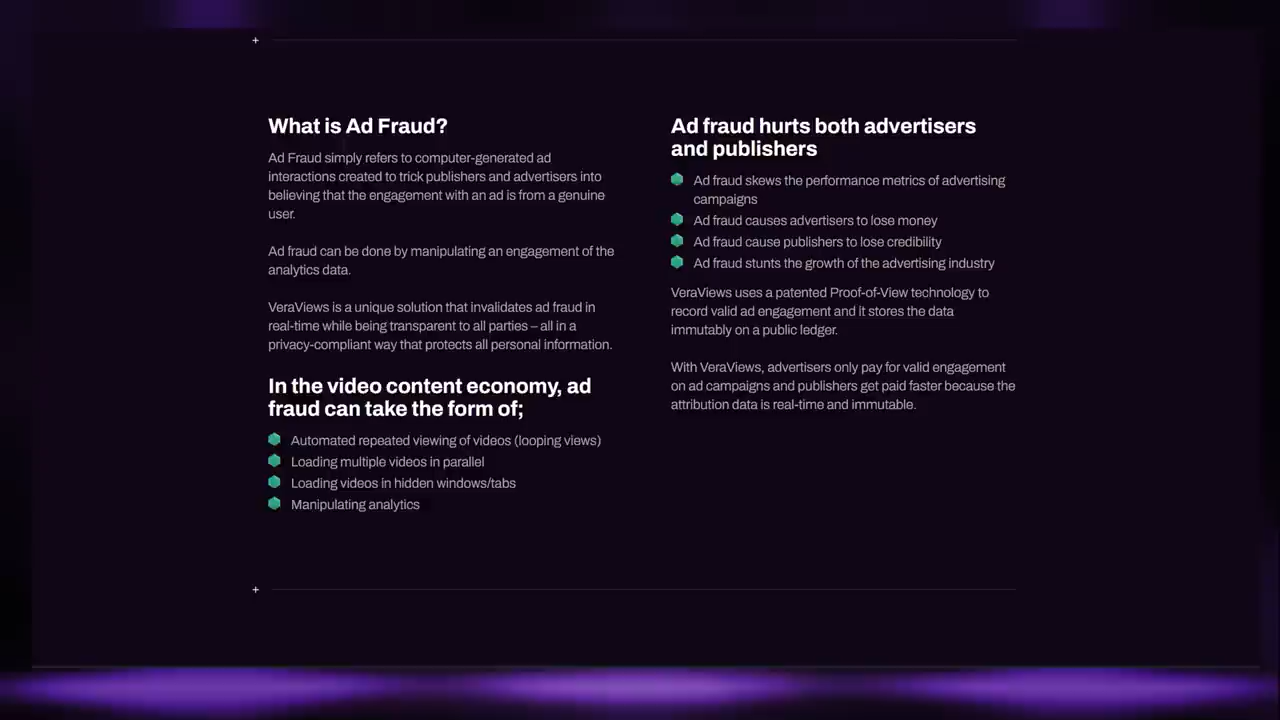 What is Ad Fraud?
Ad Fraud simply refers to computer-generated ad
interactions created to trick publishers and advertisers into
believing that the engagement with an ad is from a genuine
user.
Ad fraud can be done by manipulating an engagement of the
analytics data.
VeraViews is a unique solution that invalidates ad fraud in
real-time while being transparent to all parties – all in a
privacy-compliant way that protects all personal information.
In the video content economy, ad
fraud can take the form of;
Automated repeated viewing of videos (looping views)
Loading multiple videos in parallel
Loading videos in hidden windows/tabs
Manipulating analytics
Ad fraud hurts both advertisers
and publishers
Ad fraud skews the performance metrics of advertising
campaigns
Ad fraud causes advertisers to lose money
Ad fraud cause publishers to lose credibility
Ad fraud stunts the growth of the advertising industry
VeraViews uses a patented Proof-of-View technology to
record valid ad engagement and it stores the data
immutably on a public ledger.
With VeraViews, advertisers only pay for valid engagement
on ad campaigns and publishers get paid faster because the
attribution data is real-time and immutable.